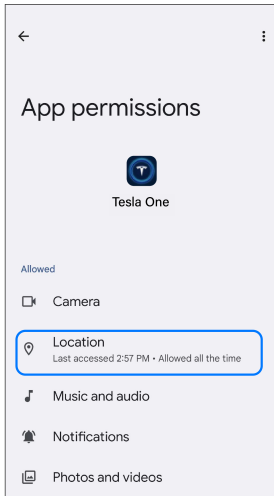 App permissions
Tesla One
Allowed
Camera
Location
Last accessed 2:57 PM • Allowed all the time
Music and audio
Notifications
Photos and videos